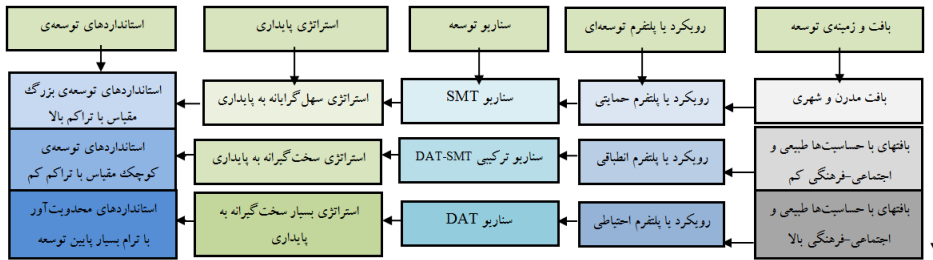 بافت و زمینه‌ی توسعه
رویکرد یا پلتفرم توسعه‌ای
سناریو توسعه
استراتژی پایداری
استانداردهای توسعه‌ی
بافت مدرن و شهری
رویکرد یا پلتفرم حمایتی
سناریو SMT
استراتژی سهل‌گرایانه به پایداری
استانداردهای توسعه‌ی بزرگ
مقیاس با تراکم بالا
بافتهای با حساسیت‌ها طبیعی و
اجتماعی-فرهنگی کم
رویکرد یا پلتفرم انطباقی
سناریو ترکیبی DAT-SMT
استراتژی سخت‌گیرانه به پایداری
استانداردهای توسعه‌ی
کوچک مقیاس با تراکم کم
بافتهای با حساسیت‌ها طبیعی و
اجتماعی-فرهنگی بالا
رویکرد یا پلتفرم احتیاطی
سناریو DAT
استراتژی بسیار سخت‌گیرانه به
پایداری
استانداردهای محدوبت‌آور
با ترام بسیار پایین توسعه